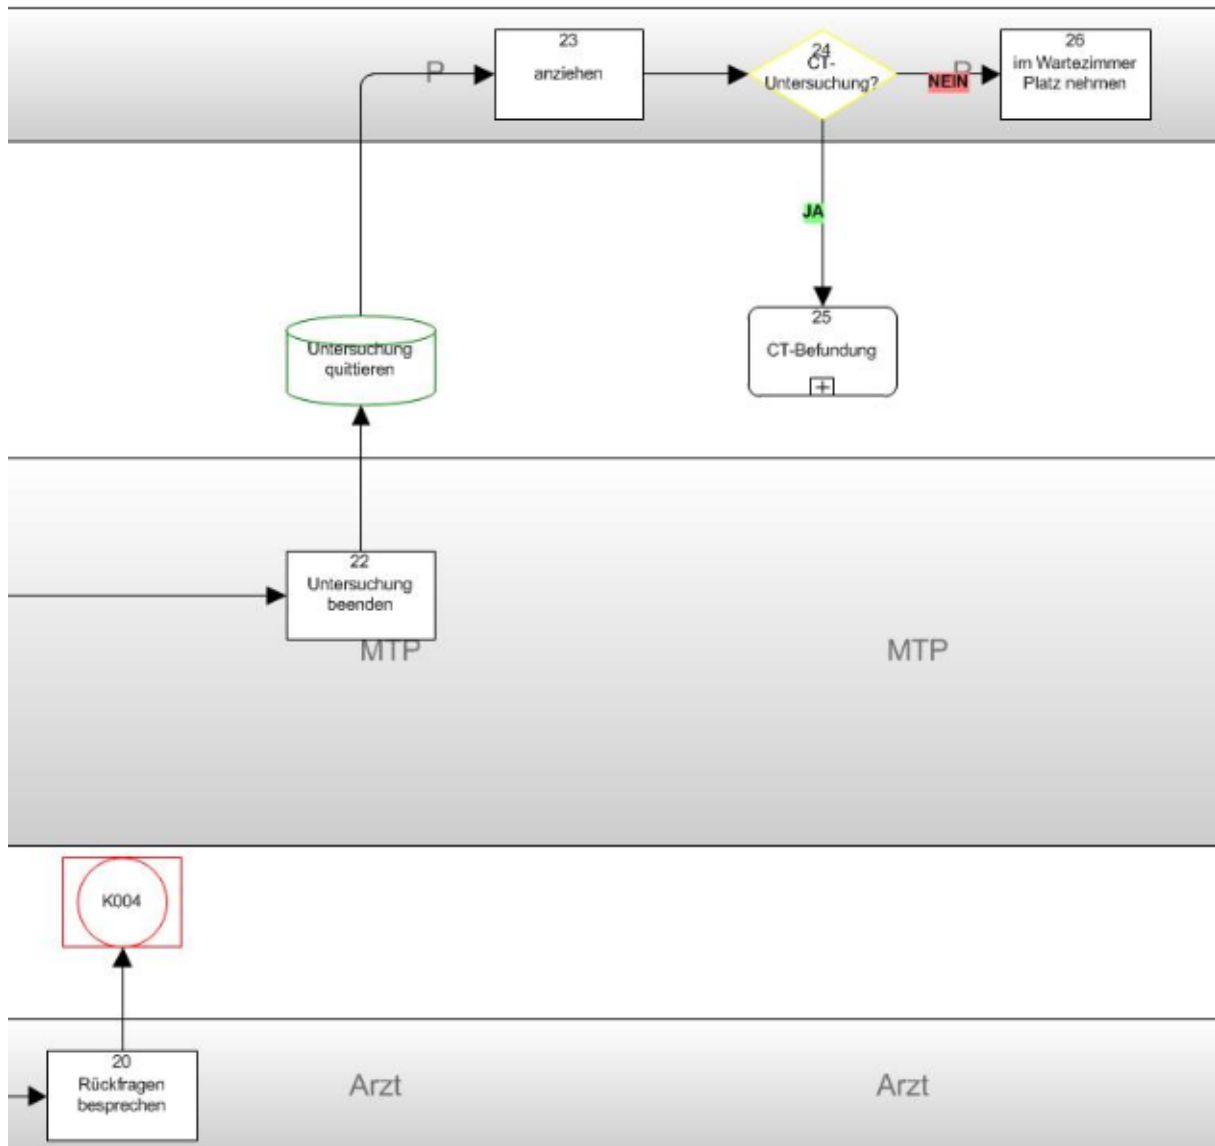 P
23
anziehen
24
CT-
Untersuchung?
NEIN
P
26
im Wartezimmer
Platz nehmen
JA
Untersuchung
quittieren
25
CT-Befundung
+
22
Untersuchung
beenden
MTP
MTP
K004
20
Rückfragen
besprechen
Arzt
Arzt